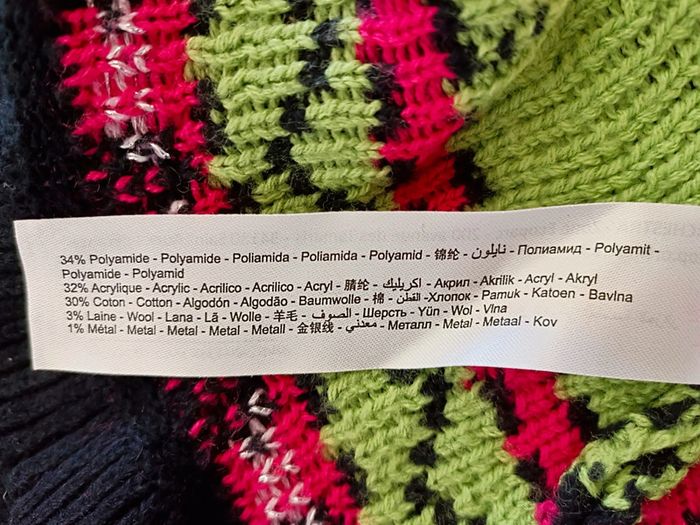 34% Polyamide - Polyamide - Poliamida - Poliamida - Polyamid - 锦纶 - نايلون - Полиамид - Polyamit -
Polyamide - Polyamid
32% Acrylique - Acrylic - Acrilico - Acrilico - Acryl - 腈纶 - اكريليك - Акрил - Akrilik - Acryl - Akryl
30% Coton - Cotton - Algodón - Algodão - Baumwolle - 棉 - القطن -Хлопок - Pamuk - Katoen - Bavlna
3% Laine - Wool - Lana - Lã - Wolle - 羊毛 - الصوف - Шерсть - Yün - Wol - Vlna
1% Métal - Metal - Metal - Metal - Metall - 金银线 - معدني - Металл - Metal - Metaal - Kov